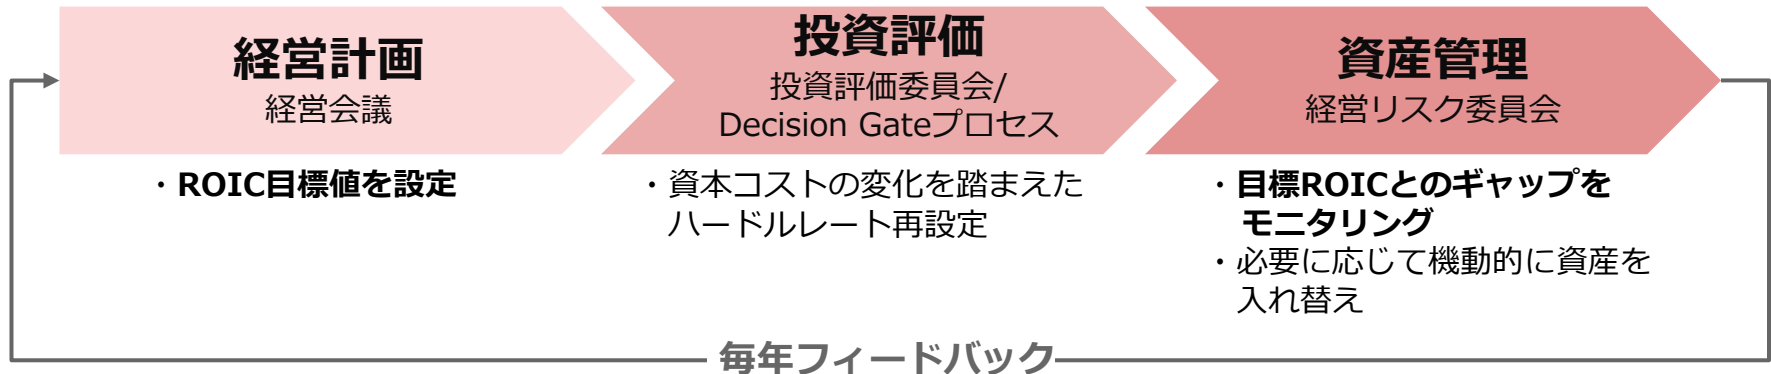 経営計画
経営会議
・ROIC目標値を設定
投資評価
投資評価委員会/
Decision Gateプロセス
・資本コストの変化を踏まえた
ハードルレート再設定
資産管理
経営リスク委員会
・目標ROICとのギャップを
モニタリング
・必要に応じて機動的に資産を
入れ替え
毎年フィードバック